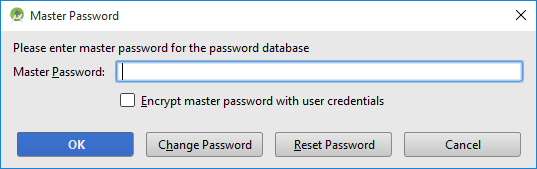 Master Password
Please enter master password for the password database
Master Password:
Encrypt master password with user credentials
OK Change Password Reset Password Cancel